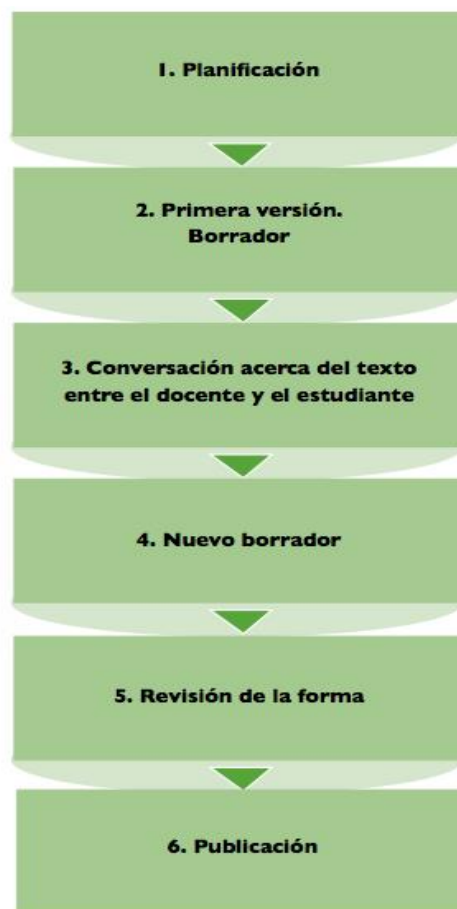 1. Planificación
2. Primera versión.
Borrador
3. Conversación acerca del texto
entre el docente y el estudiante
4. Nuevo borrador
5. Revisión de la forma
6. Publicación